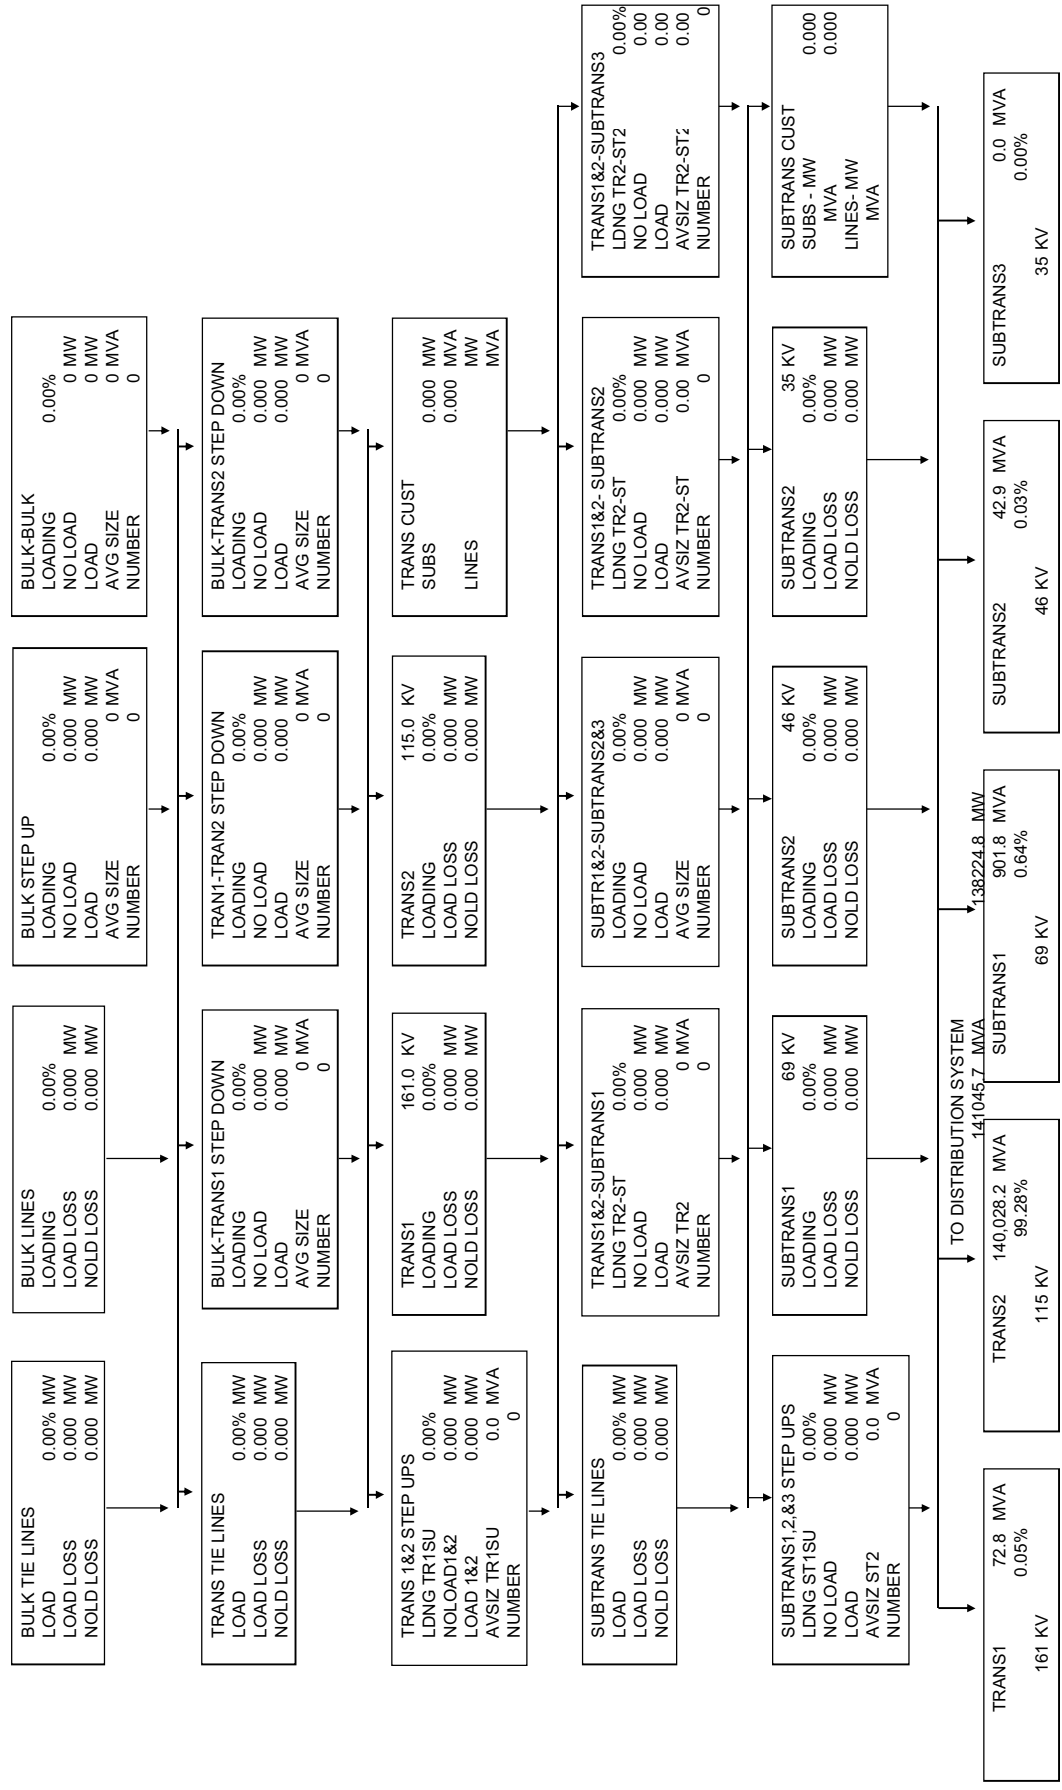 BULK TIE LINES
LOAD 0.00% MW
LOAD LOSS 0.000 MW
NOLD LOSS 0.000 MW
BULK LINES
LOADING 0.00%
LOAD LOSS 0.000 MW
NOLD LOSS 0.000 MW
BULK STEP UP
LOADING 0.00%
NO LOAD 0.000 MW
LOAD 0.000 MW
AVG SIZE 0 MVA
NUMBER 0
BULK-BULK
LOADING 0.00%
NO LOAD 0 MW
LOAD 0 MW
AVG SIZE 0 MVA
NUMBER 0
TRANS TIE LINES
LOAD 0.00% MW
LOAD LOSS 0.000 MW
NOLD LOSS 0.000 MW
BULK-TRANS1 STEP DOWN
LOADING 0.00%
NO LOAD 0.000 MW
LOAD 0.000 MW
AVG SIZE 0 MVA
NUMBER 0
TRAN1-TRAN2 STEP DOWN
LOADING 0.00%
NO LOAD 0.000 MW
LOAD 0.000 MW
AVG SIZE 0 MVA
NUMBER 0
BULK-TRANS2 STEP DOWN
LOADING 0.00%
NO LOAD 0.000 MW
LOAD 0.000 MW
AVG SIZE 0 MVA
NUMBER 0
TRANS 1&2 STEP UPS
LDNG TR1SU 0.00%
NOLOAD1&2 0.000 MW
LOAD 1&2 0.000 MW
AVSIZ TR1SU 0.0 MVA
NUMBER 0
TRANS1 161.0 KV
LOADING 0.00%
LOAD LOSS 0.000 MW
NOLD LOSS 0.000 MW
TRANS2 115.0 KV
LOADING 0.00%
LOAD LOSS 0.000 MW
NOLD LOSS 0.000 MW
TRANS CUST
SUBS 0.000 MW
0.000 MVA
LINES MW
MVA
SUBTRANS TIE LINES
LOAD 0.00% MW
LOAD LOSS 0.000 MW
NOLD LOSS 0.000 MW
TRANS1&2-SUBTRANS1
LDNG TR2-ST 0.00%
NO LOAD 0.000 MW
LOAD 0.000 MW
AVSIZ TR2 0 MVA
NUMBER 0
SUBTR1&2-SUBTRANS2&3
LOADING 0.00%
NO LOAD 0.000 MW
LOAD 0.000 MW
AVG SIZE 0 MVA
NUMBER 0
TRANS1&2- SUBTRANS2
LDNG TR2-ST 0.00%
NO LOAD 0.000 MW
LOAD 0.000 MW
AVSIZ TR2-ST 0.00 MVA
NUMBER 0
TRANS1&2-SUBTRANS3
LDNG TR2-ST2 0.00%
NO LOAD 0.00
LOAD 0.00
AVSIZ TR2-ST2 0.00
NUMBER 0
SUBTRANS1,2,&3 STEP UPS
LDNG ST1SU 0.00%
NO LOAD 0.000 MW
LOAD 0.000 MW
AVSIZ ST2 0.0 MVA
NUMBER 0
SUBTRANS1 69 KV
LOADING 0.00%
LOAD LOSS 0.000 MW
NOLD LOSS 0.000 MW
SUBTRANS2 46 KV
LOADING 0.00%
LOAD LOSS 0.000 MW
NOLD LOSS 0.000 MW
SUBTRANS2 35 KV
LOADING 0.00%
LOAD LOSS 0.000 MW
NOLD LOSS 0.000 MW
SUBTRANS CUST
SUBS - MW 0.000
MVA 0.000
LINES- MW
MVA
TO DISTRIBUTION SYSTEM
141045.7 MVA 138224.8 MW
TRANS1 72.8 MVA
0.05%
161 KV
TRANS2 140,028.2 MVA
99.28%
115 KV
SUBTRANS1 901.8 MVA
0.64%
69 KV
SUBTRANS2 42.9 MVA
0.03%
46 KV
SUBTRANS3 0.0 MVA
0.00%
35 KV